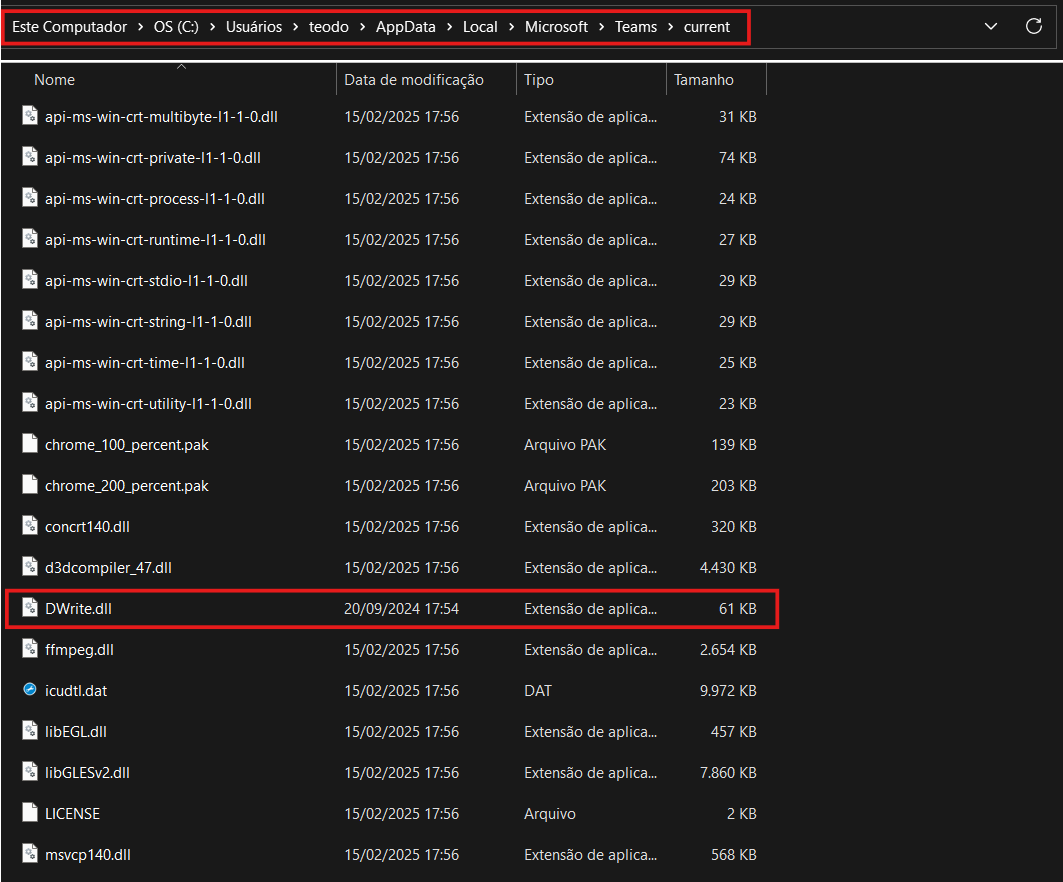 Este Computador > OS (C:) > Usuários > teodo > AppData > Local > Microsoft > Teams > current
Nome Data de modificação Tipo Tamanho
api-ms-win-crt-multibyte-l1-1-0.dll 15/02/2025 17:56 Extensão de aplica... 31 KB
api-ms-win-crt-private-l1-1-0.dll 15/02/2025 17:56 Extensão de aplica... 74 KB
api-ms-win-crt-process-l1-1-0.dll 15/02/2025 17:56 Extensão de aplica... 24 KB
api-ms-win-crt-runtime-l1-1-0.dll 15/02/2025 17:56 Extensão de aplica... 27 KB
api-ms-win-crt-stdio-l1-1-0.dll 15/02/2025 17:56 Extensão de aplica... 29 KB
api-ms-win-crt-string-l1-1-0.dll 15/02/2025 17:56 Extensão de aplica... 29 KB
api-ms-win-crt-time-l1-1-0.dll 15/02/2025 17:56 Extensão de aplica... 25 KB
api-ms-win-crt-utility-l1-1-0.dll 15/02/2025 17:56 Extensão de aplica... 23 KB
chrome_100_percent.pak 15/02/2025 17:56 Arquivo PAK 139 KB
chrome_200_percent.pak 15/02/2025 17:56 Arquivo PAK 203 KB
concrt140.dll 15/02/2025 17:56 Extensão de aplica... 320 KB
d3dcompiler_47.dll 15/02/2025 17:56 Extensão de aplica... 4.430 KB
DWrite.dll 20/09/2024 17:54 Extensão de aplica... 61 KB
ffmpeg.dll 15/02/2025 17:56 Extensão de aplica... 2.654 KB
icudtl.dat 15/02/2025 17:56 DAT 9.972 KB
libEGL.dll 15/02/2025 17:56 Extensão de aplica... 457 KB
libGLESv2.dll 15/02/2025 17:56 Extensão de aplica... 7.860 KB
LICENSE 15/02/2025 17:56 Arquivo 2 KB
msvcp140.dll 15/02/2025 17:56 Extensão de aplica... 568 KB